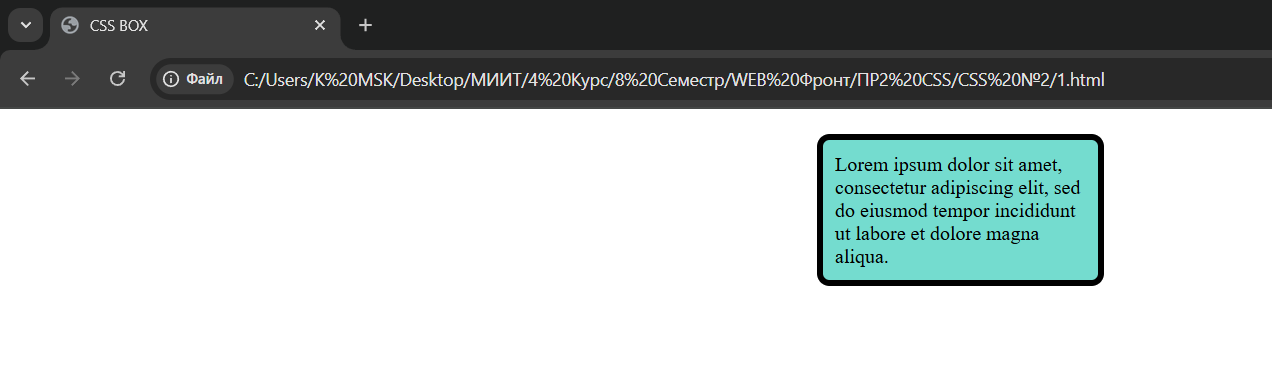 CSS BOX
Файл C:/Users/K%20MSK/Desktop/МИИТ/4%20Курс/8%20Семестр/WEB%20Фронт/ПР2%20CSS/CSS%20№2/1.html
Lorem ipsum dolor sit amet,
consectetur adipiscing elit, sed
do eiusmod tempor incididunt
ut labore et dolore magna
aliqua.